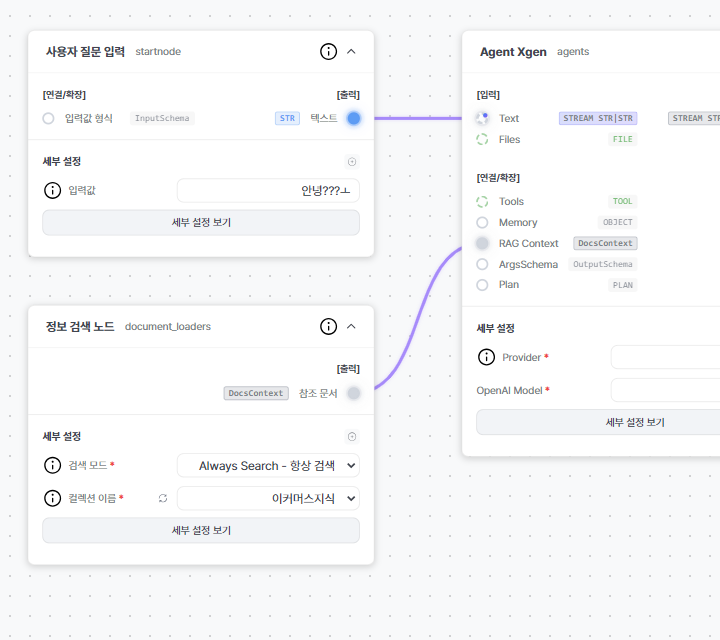 사용자 질문 입력 startnode
[연결/확장] [출력]
입력값 형식 InputSchema STR 텍스트
세부 설정
입력값 안녕???ㅗ
세부 설정 보기
정보 검색 노드 document_loaders
[출력]
DocsContext 참조 문서
세부 설정
검색 모드 * Always Search - 항상 검색
컬렉션 이름 * 이커머스지식
세부 설정 보기
Agent Xgen agents
[입력]
Text STREAM STR|STR STREAM STR
Files FILE
[연결/확장]
Tools TOOL
Memory OBJECT
RAG Context DocsContext
ArgsSchema OutputSchema
Plan PLAN
세부 설정
Provider *
OpenAI Model *
세부 설정 보기